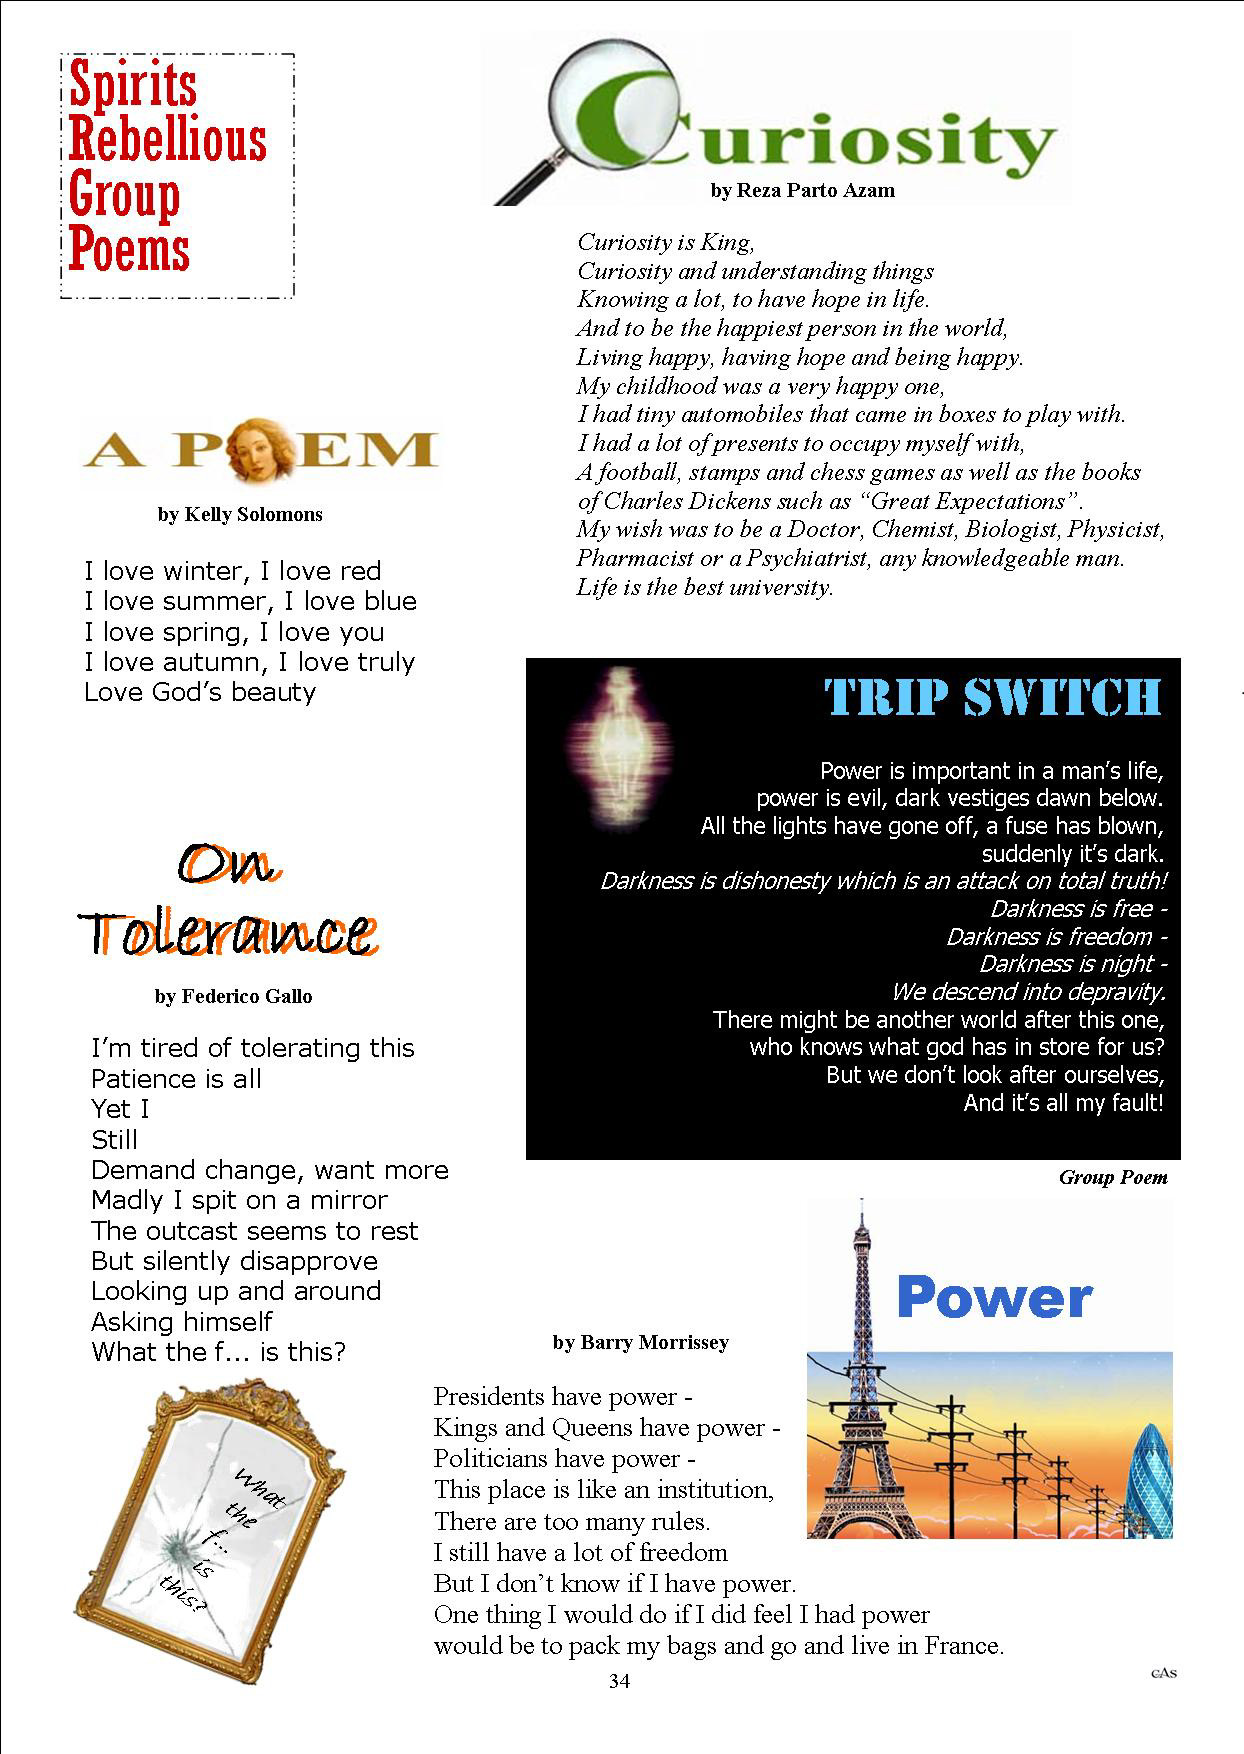 Spirits
Rebellious
Group
Poems
Curiosity
by Reza Parto Azam
Curiosity is King,
Curiosity and understanding things
Knowing a lot, to have hope in life.
And to be the happiest person in the world,
Living happy, having hope and being happy.
My childhood was a very happy one,
I had tiny automobiles that came in boxes to play with.
I had a lot of presents to occupy myself with,
A football, stamps and chess games as well as the books
of Charles Dickens such as “Great Expectations”.
My wish was to be a Doctor, Chemist, Biologist, Physicist,
Pharmacist or a Psychiatrist, any knowledgeable man.
Life is the best university.
A POEM
by Kelly Solomons
I love winter, I love red
I love summer, I love blue
I love spring, I love you
I love autumn, I love truly
Love God’s beauty
TRIP SWITCH
Power is important in a man’s life,
power is evil, dark vestiges dawn below.
All the lights have gone off, a fuse has blown,
suddenly it’s dark.
Darkness is dishonesty which is an attack on total truth!
Darkness is free -
Darkness is freedom -
Darkness is night -
We descend into depravity.
There might be another world after this one,
who knows what god has in store for us?
But we don’t look after ourselves,
And it’s all my fault!
Group Poem
On
Tolerance
by Federico Gallo
I’m tired of tolerating this
Patience is all
Yet I
Still
Demand change, want more
Madly I spit on a mirror
The outcast seems to rest
But silently disapprove
Looking up and around
Asking himself
What the f... is this?
What
the
f...
is
this?
Power
by Barry Morrissey
Presidents have power -
Kings and Queens have power -
Politicians have power -
This place is like an institution,
There are too many rules.
I still have a lot of freedom
But I don’t know if I have power.
One thing I would do if I did feel I had power
would be to pack my bags and go and live in France.
34
cAs